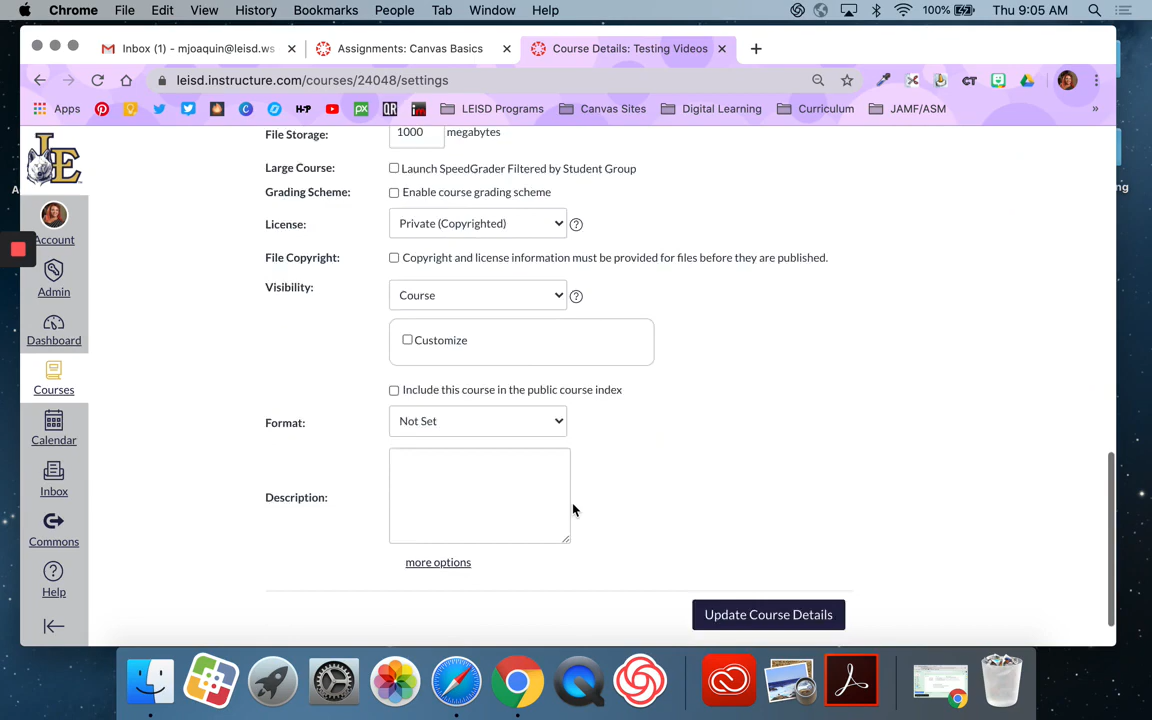 Chrome File Edit View History Bookmarks People Tab Window Help 100% Thu 9:05 AM
Inbox (1) - mjoaquin@leisd.ws Assignments: Canvas Basics Course Details: Testing Videos
leisd.instructure.com/courses/24048/settings
Apps LEISD Programs Canvas Sites Digital Learning Curriculum JAMF/ASM »
File Storage: 1000 megabytes
Large Course: Launch SpeedGrader Filtered by Student Group
Grading Scheme: Enable course grading scheme
License: Private (Copyrighted)
File Copyright: Copyright and license information must be provided for files before they are published.
Visibility: Course
Customize
Include this course in the public course index
Format: Not Set
Description:
more options
Update Course Details
LE
Account
Admin
Dashboard
Courses
Calendar
Inbox
Commons
Help
ng